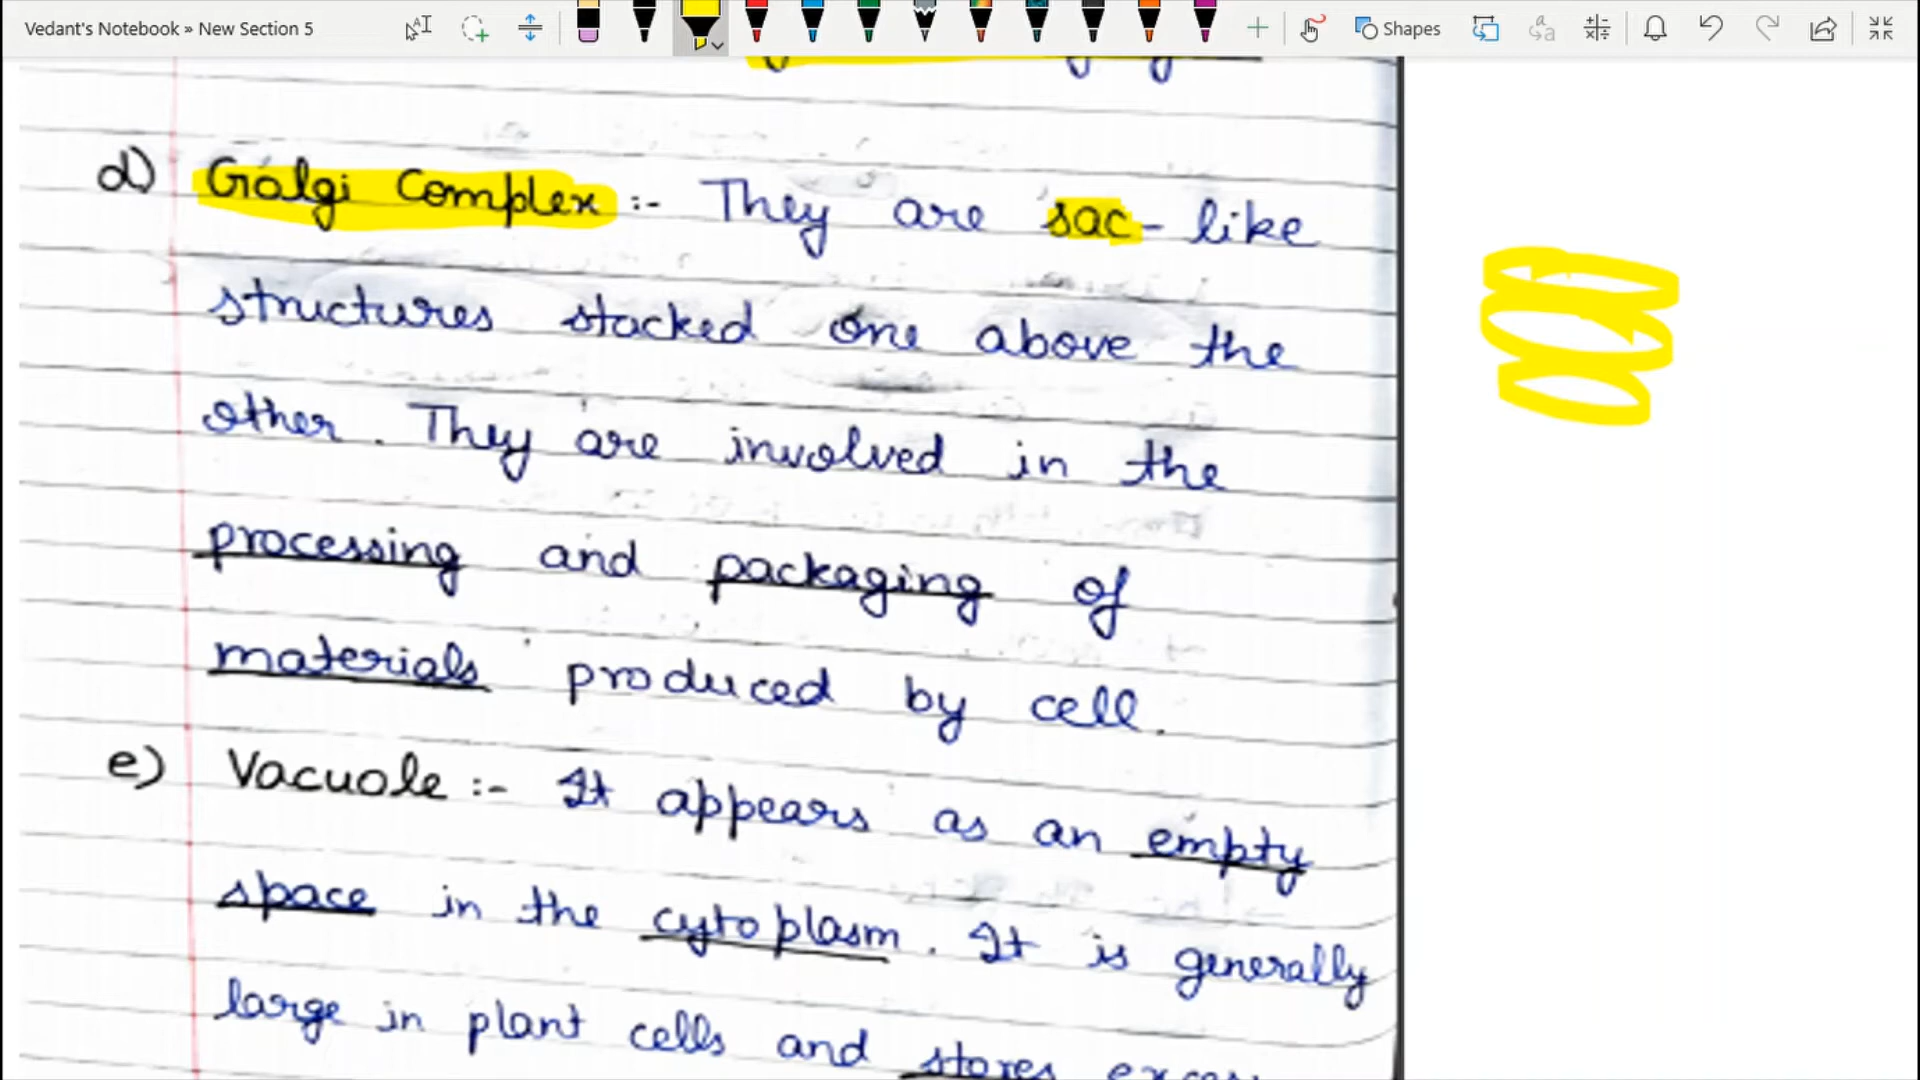 Vedant's Notebook » New Section 5
Shapes
d) Golgi Complex :- They are sac-like
structures stacked one above the
other. They are involved in the
processing and packaging of
materials produced by cell.
e) Vacuole :- It appears as an empty
space in the cytoplasm. It is generally
large in plant cells and stores